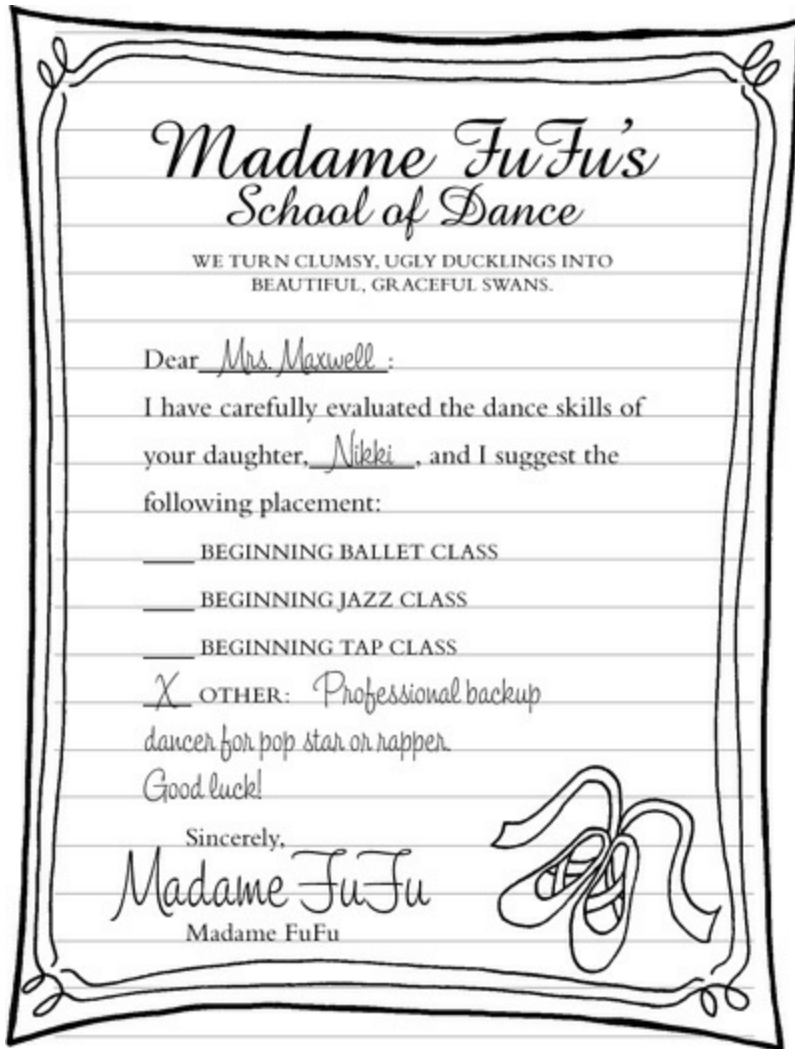 Madame FuFu's
School of Dance
WE TURN CLUMSY, UGLY DUCKLINGS INTO
BEAUTIFUL, GRACEFUL SWANS.
Dear Mrs. Maxwell:
I have carefully evaluated the dance skills of
your daughter, Nikki, and I suggest the
following placement:
____ BEGINNING BALLET CLASS
____ BEGINNING JAZZ CLASS
____ BEGINNING TAP CLASS
X OTHER: Professional backup
dancer for pop star or rapper.
Good luck!
Sincerely,
Madame FuFu
Madame FuFu